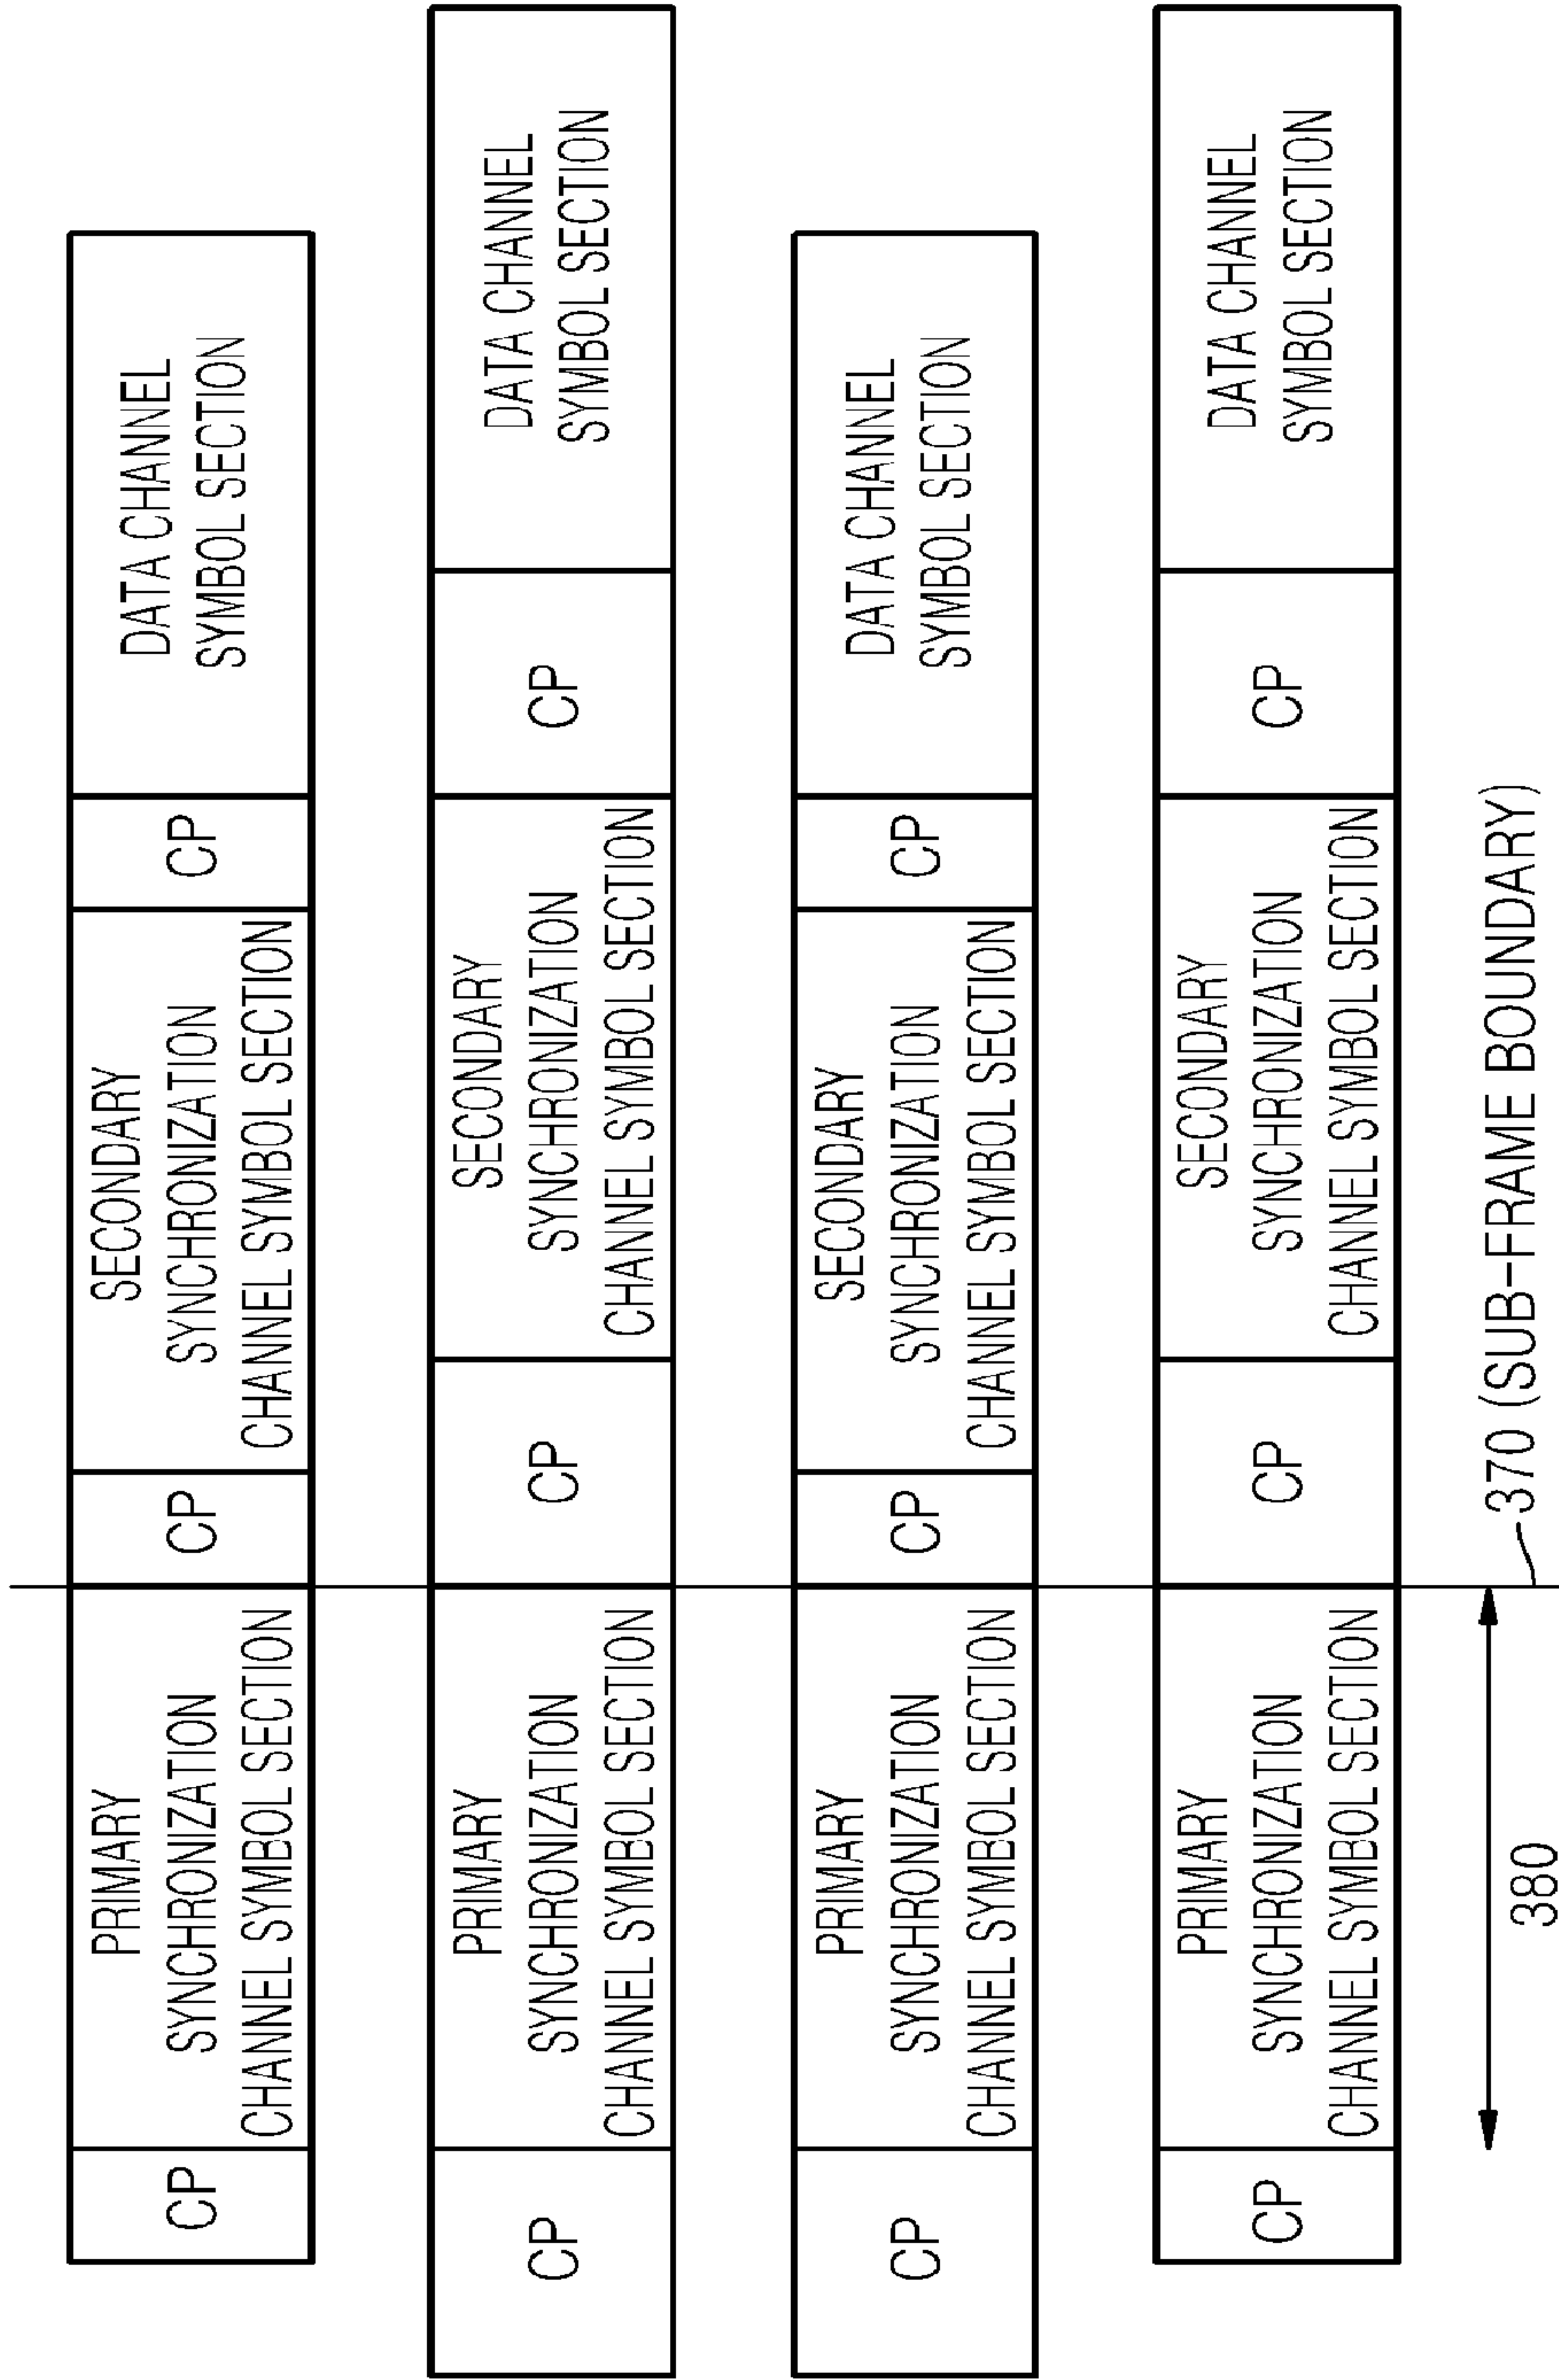 CP
PRIMARY
SYNCHRONIZATION
CHANNEL SYMBOL SECTION
CP
SECONDARY
SYNCHRONIZATION
CHANNEL SYMBOL SECTION
CP
DATA CHANNEL
SYMBOL SECTION
CP
PRIMARY
SYNCHRONIZATION
CHANNEL SYMBOL SECTION
CP
SECONDARY
SYNCHRONIZATION
CHANNEL SYMBOL SECTION
CP
DATA CHANNEL
SYMBOL SECTION
CP
PRIMARY
SYNCHRONIZATION
CHANNEL SYMBOL SECTION
CP
SECONDARY
SYNCHRONIZATION
CHANNEL SYMBOL SECTION
CP
DATA CHANNEL
SYMBOL SECTION
CP
PRIMARY
SYNCHRONIZATION
CHANNEL SYMBOL SECTION
CP
SECONDARY
SYNCHRONIZATION
CHANNEL SYMBOL SECTION
CP
DATA CHANNEL
SYMBOL SECTION
380
370 (SUB-FRAME BOUNDARY)